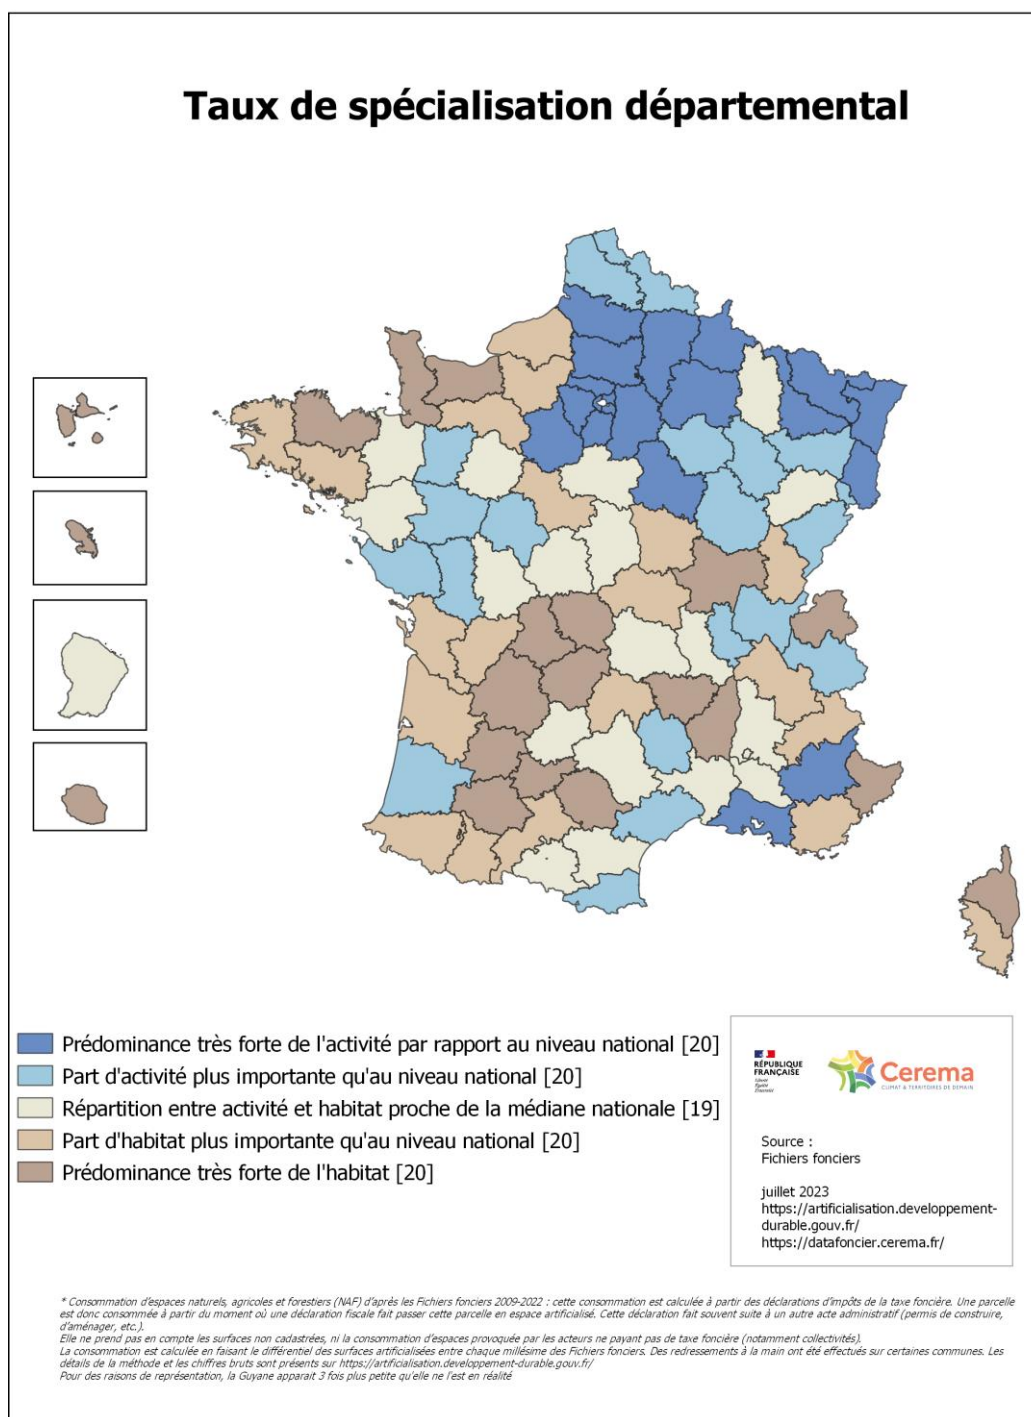 Taux de spécialisation départemental
Prédominance très forte de l'activité par rapport au niveau national [20]
Part d'activité plus importante qu'au niveau national [20]
Répartition entre activité et habitat proche de la médiane nationale [19]
Part d'habitat plus importante qu'au niveau national [20]
Prédominance très forte de l'habitat [20]
RÉPUBLIQUE
FRANÇAISE
Liberté
Égalité
Fraternité
Cerema
CLIMAT & TERRITOIRES DE DEMAIN
Source :
Fichiers fonciers
juillet 2023
https://artificialisation.developpement-
durable.gouv.fr/
https://datafoncier.cerema.fr/
* Consommation d'espaces naturels, agricoles et forestiers (NAF) d'après les Fichiers fonciers 2009-2022 : cette consommation est calculée à partir des déclarations d'impôts de la taxe foncière. Une parcelle
est donc consommée à partir du moment où une déclaration fiscale fait passer cette parcelle en espace artificialisé. Cette déclaration fait souvent suite à un autre acte administratif (permis de construire,
d'aménager, etc.).
Elle ne prend pas en compte les surfaces non cadastrées, ni la consommation d'espaces provoquée par les acteurs ne payant pas de taxe foncière (notamment collectivités).
La consommation est calculée en faisant le différentiel des surfaces artificialisées entre chaque millésime des Fichiers fonciers. Des redressements à la main ont été effectués sur certaines communes. Les
détails de la méthode et les chiffres bruts sont présents sur https://artificialisation.developpement-durable.gouv.fr/
Pour des raisons de représentation, la Guyane apparait 3 fois plus petite qu'elle ne l'est en réalité